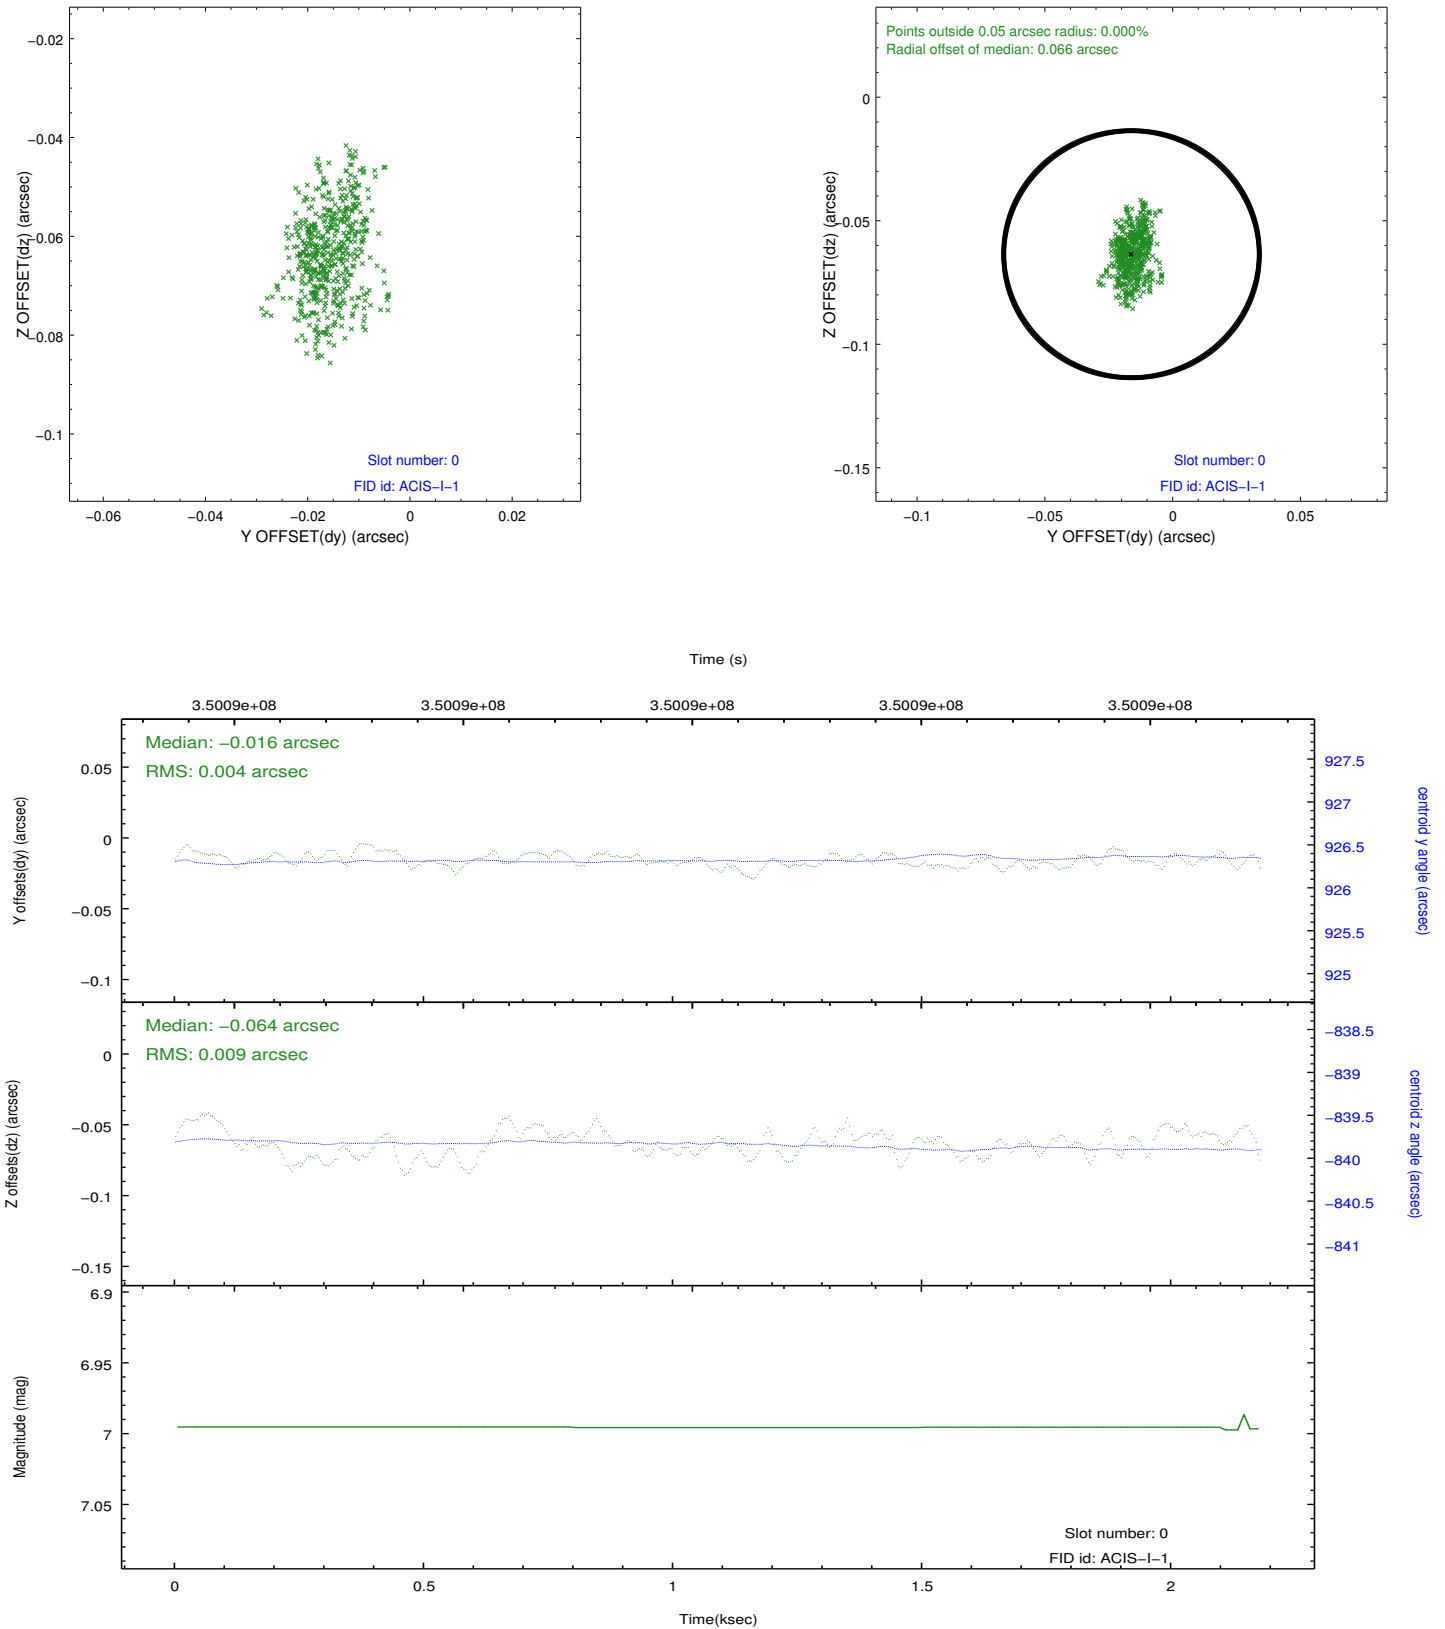 −0.02
−0.04
−0.06
−0.08
−0.1
Z OFFSET(dz) (arcsec)
Slot number: 0
FID id: ACIS−I−1
−0.06
−0.04
−0.02
0
0.02
Y OFFSET(dy) (arcsec)
Points outside 0.05 arcsec radius: 0.000%
Radial offset of median: 0.066 arcsec
0
−0.05
−0.1
−0.15
Z OFFSET(dz) (arcsec)
Slot number: 0
FID id: ACIS−I−1
−0.1
−0.05
0
0.05
Y OFFSET(dy) (arcsec)
Time (s)
3.5009e+08
3.5009e+08
3.5009e+08
3.5009e+08
3.5009e+08
Median: −0.016 arcsec
RMS: 0.004 arcsec
0.05
0
−0.05
−0.1
Y offsets(dy) (arcsec)
927.5
927
926.5
926
925.5
925
centroid y angle (arcsec)
Median: −0.064 arcsec
RMS: 0.009 arcsec
0
−0.05
−0.1
−0.15
Z offsets(dz) (arcsec)
−838.5
−839
−839.5
−840
−840.5
−841
centroid z angle (arcsec)
6.9
6.95
7
7.05
Magnitude (mag)
Slot number: 0
FID id: ACIS−I−1
0
0.5
1
1.5
2
Time(ksec)